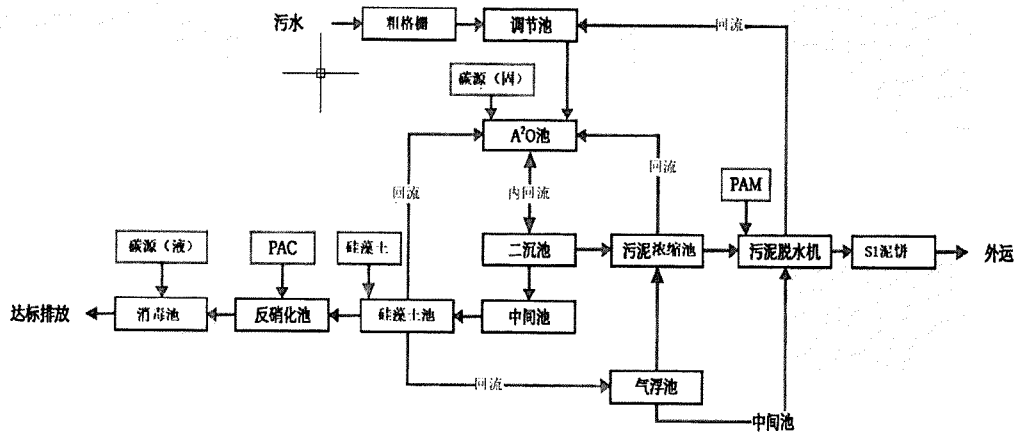 污水
粗格栅
调节池
回流
碳源（固）
A²O池
回流
内回流
回流
PAM
碳源（液）
PAC
硅藻土
二沉池
污泥浓缩池
污泥脱水机
S1泥饼
外运
达标排放
消毒池
反硝化池
硅藻土池
中间池
回流
气浮池
中间池